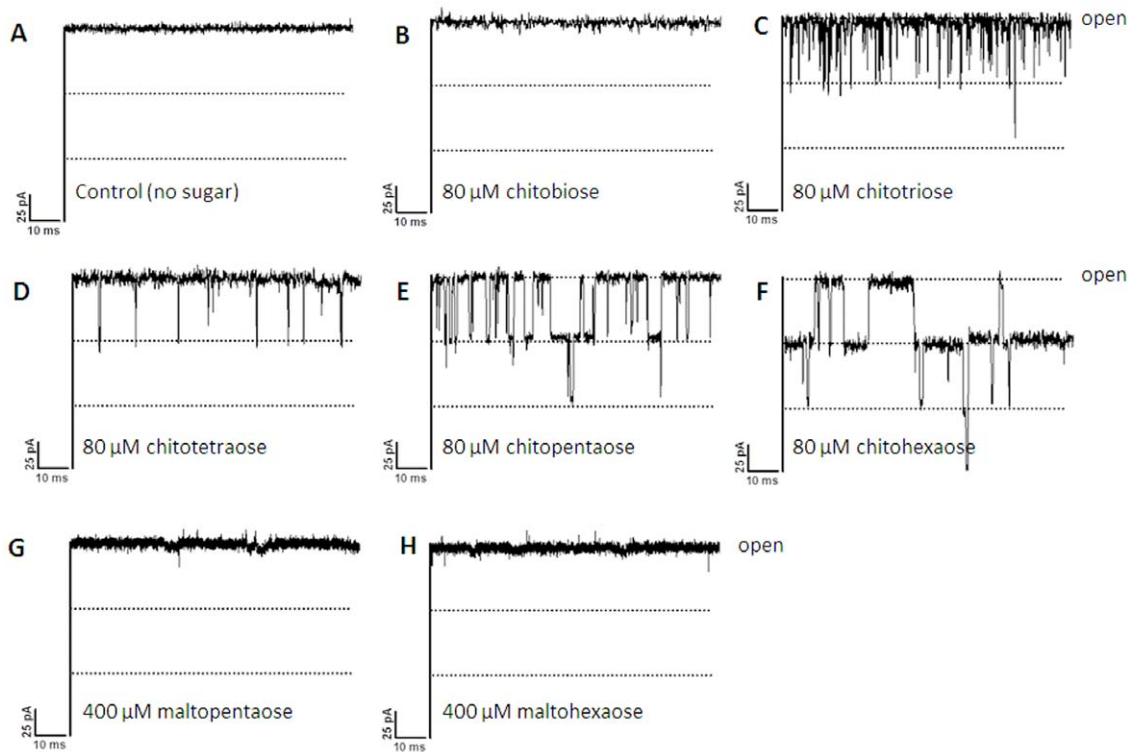 A
Control (no sugar)
25 pA
10 ms
B
80 µM chitobiose
25 pA
10 ms
C
open
80 µM chitotriose
25 pA
10 ms
D
80 µM chitotetraose
25 pA
10 ms
E
80 µM chitopentaose
25 pA
10 ms
F
open
80 µM chitohexaose
25 pA
10 ms
G
400 µM maltopentaose
25 pA
10 ms
H
open
400 µM maltohexaose
25 pA
10 ms